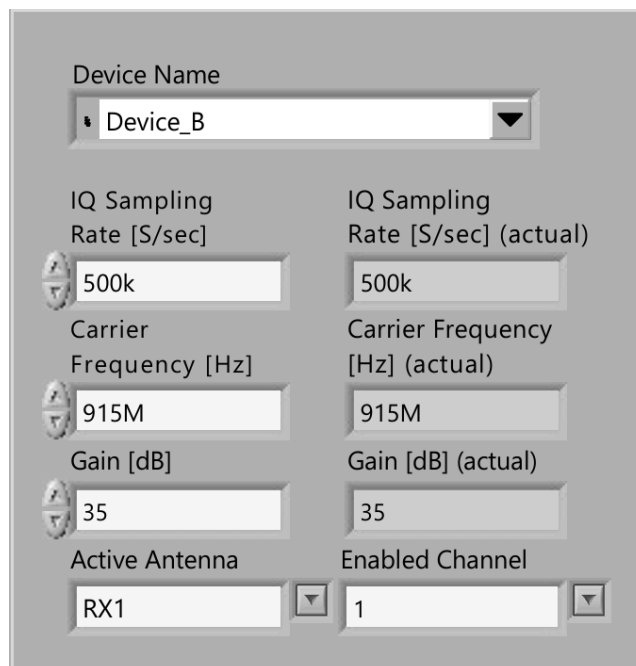 Device Name
Device_B
IQ Sampling
Rate [S/sec]
IQ Sampling
Rate [S/sec] (actual)
500k
500k
Carrier
Frequency [Hz]
Carrier Frequency
[Hz] (actual)
915M
915M
Gain [dB]
Gain [dB] (actual)
35
35
Active Antenna
Enabled Channel
RX1
1